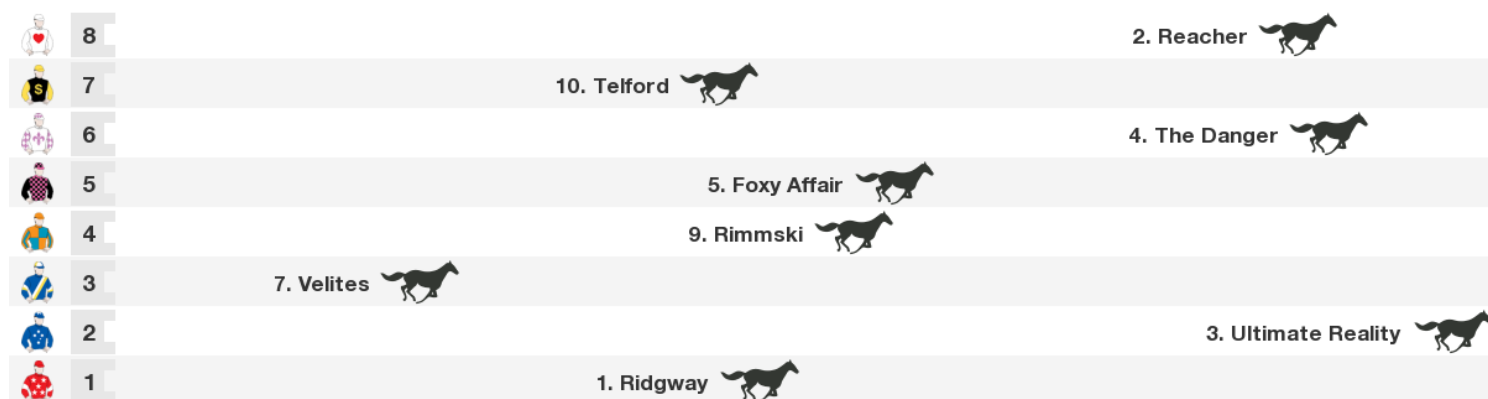 8 2. Reacher
7 10. Telford
S
6 4. The Danger
5 5. Foxy Affair
4 9. Rimmski
3 7. Velites
2 3. Ultimate Reality
1 1. Ridgway